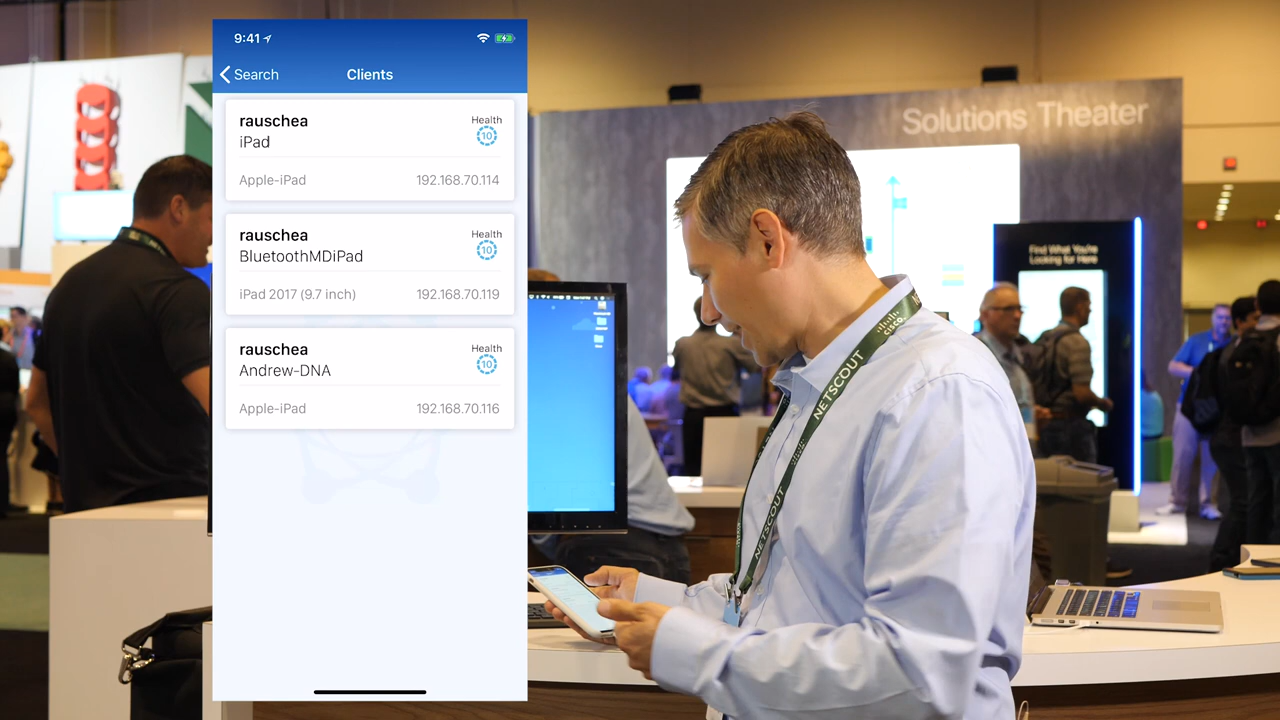 9:41
Search
Clients
rauschea
Health
iPad
10
Apple-iPad
192.168.70.114
rauschea
Health
BluetoothMDiPad
10
iPad 2017 (9.7 inch)
192.168.70.119
rauschea
Health
Andrew-DNA
10
Apple-iPad
192.168.70.116
Solutions Theater
Find What You're
Looking for Here
cisco
NETSCOUT
NETSCOUT